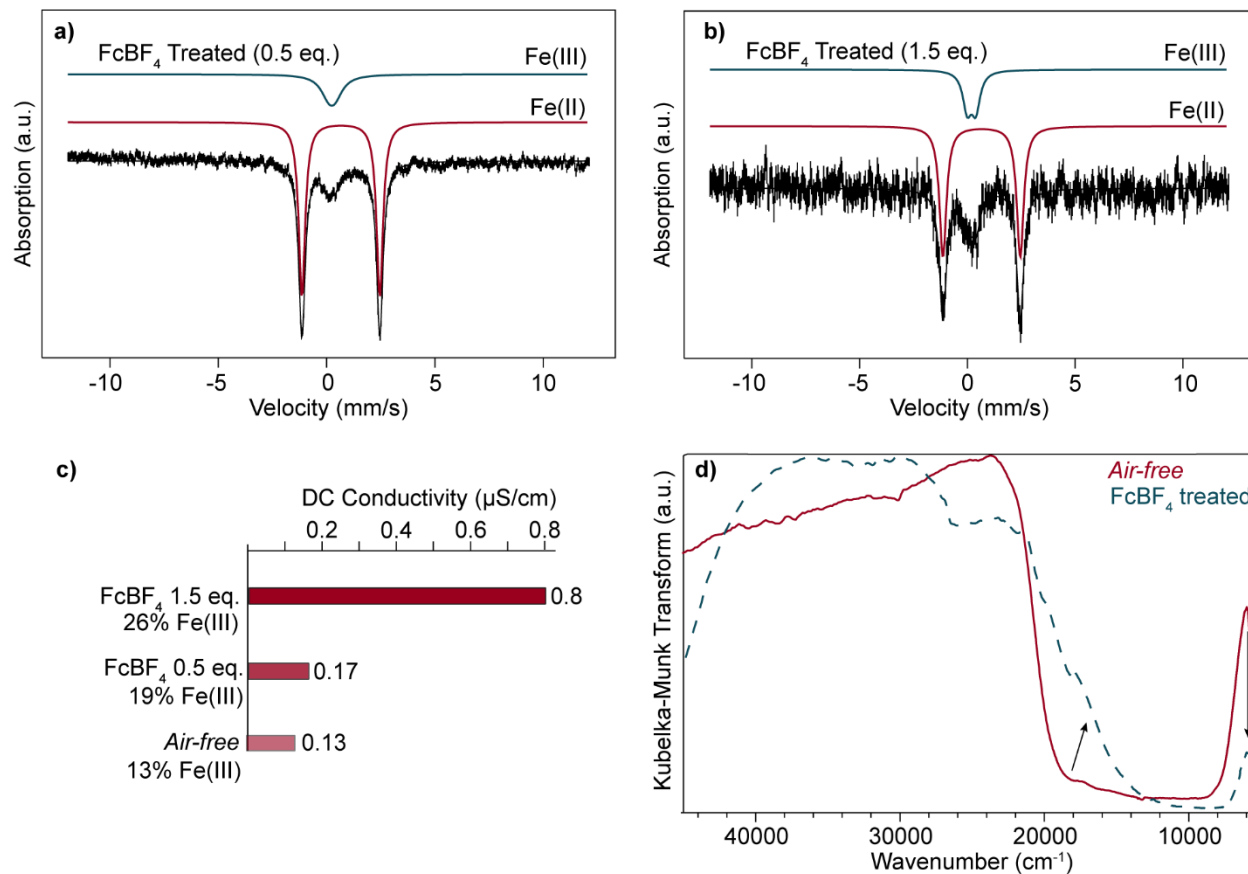 a)
FcBF₄ Treated (0.5 eq.)
Fe(III)
Fe(II)
Absorption (a.u.)
-10 -5 0 5 10
Velocity (mm/s)
b)
FcBF₄ Treated (1.5 eq.)
Fe(III)
Fe(II)
Absorption (a.u.)
-10 -5 0 5 10
Velocity (mm/s)
c)
DC Conductivity (µS/cm)
0.2 0.4 0.6 0.8
FcBF₄ 1.5 eq.
26% Fe(III)
0.8
FcBF₄ 0.5 eq.
19% Fe(III)
0.17
Air-free
13% Fe(III)
0.13
d)
Air-free
FcBF₄ treated
Kubelka-Munk Transform (a.u.)
40000 30000 20000 10000
Wavenumber (cm⁻¹)